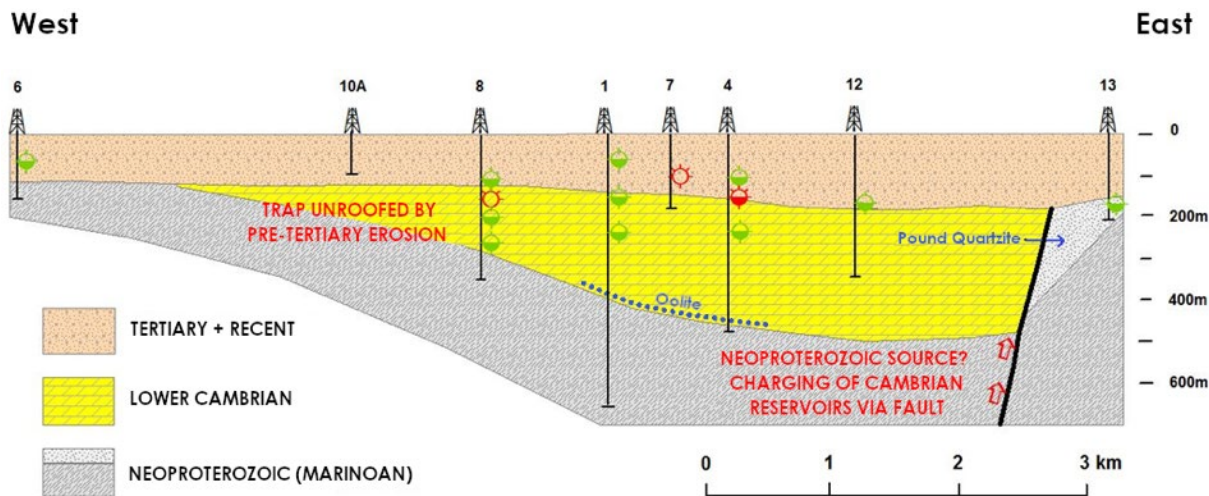 West
East
6
10A
8
1
7
4
12
13
0
TRAP UNROOFED BY
PRE-TERTIARY EROSION
200m
Pound Quartzite
Oolite
400m
TERTIARY + RECENT
NEOPROTEROZOIC SOURCE?
CHARGING OF CAMBRIAN
RESERVOIRS VIA FAULT
600m
LOWER CAMBRIAN
NEOPROTEROZOIC (MARINOAN)
0
1
2
3 km